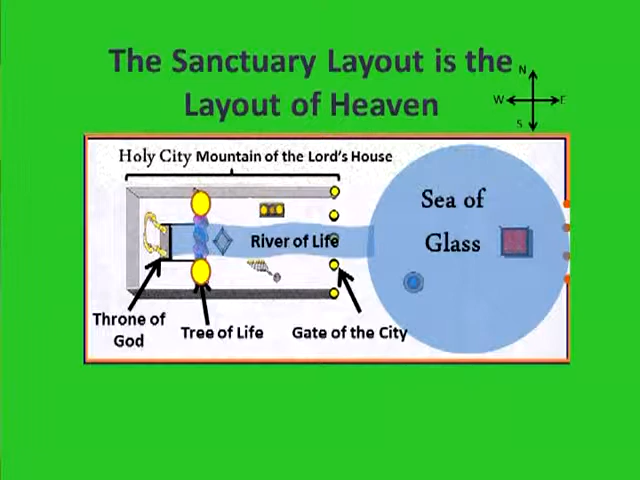 The Sanctuary Layout is the
Layout of Heaven
N
W
E
S
Holy City Mountain of the Lord's House
Sea of
Glass
River of Life
Throne of
God
Tree of Life
Gate of the City